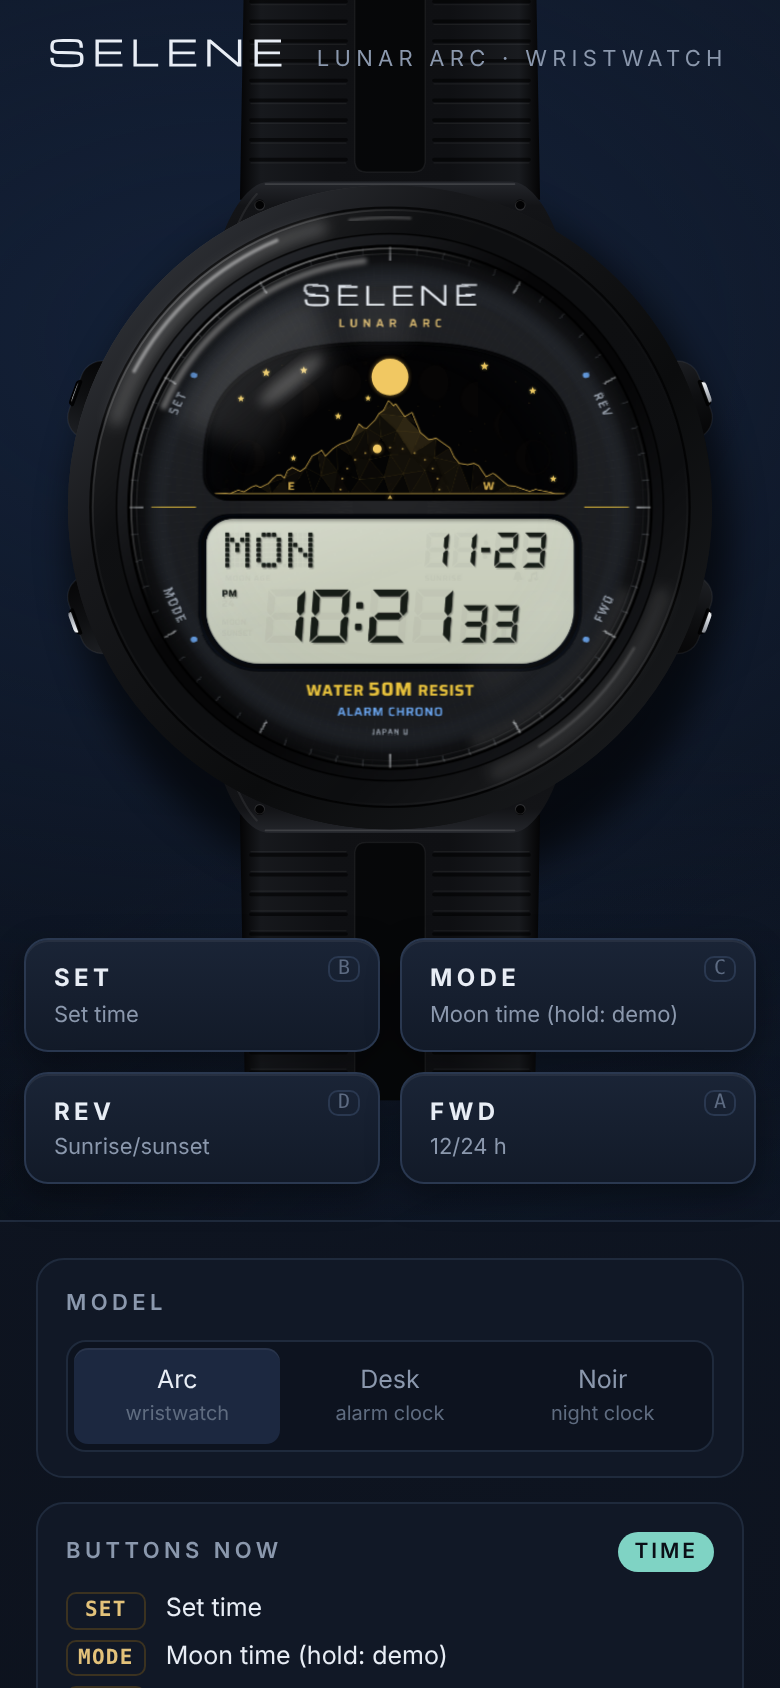 SELENE LUNAR ARC · WRISTWATCH
SELENE
LUNAR ARC
SET
REV
E
W
MON 11-23
PM 10:21 33
MODE
FWD
WATER 50M RESIST
ALARM CHRONO
JAPAN U
SET B
Set time
MODE C
Moon time (hold: demo)
REV D
Sunrise/sunset
FWD A
12/24 h
MODEL
Arc Desk Noir
wristwatch alarm clock night clock
BUTTONS NOW TIME
SET Set time
MODE Moon time (hold: demo)